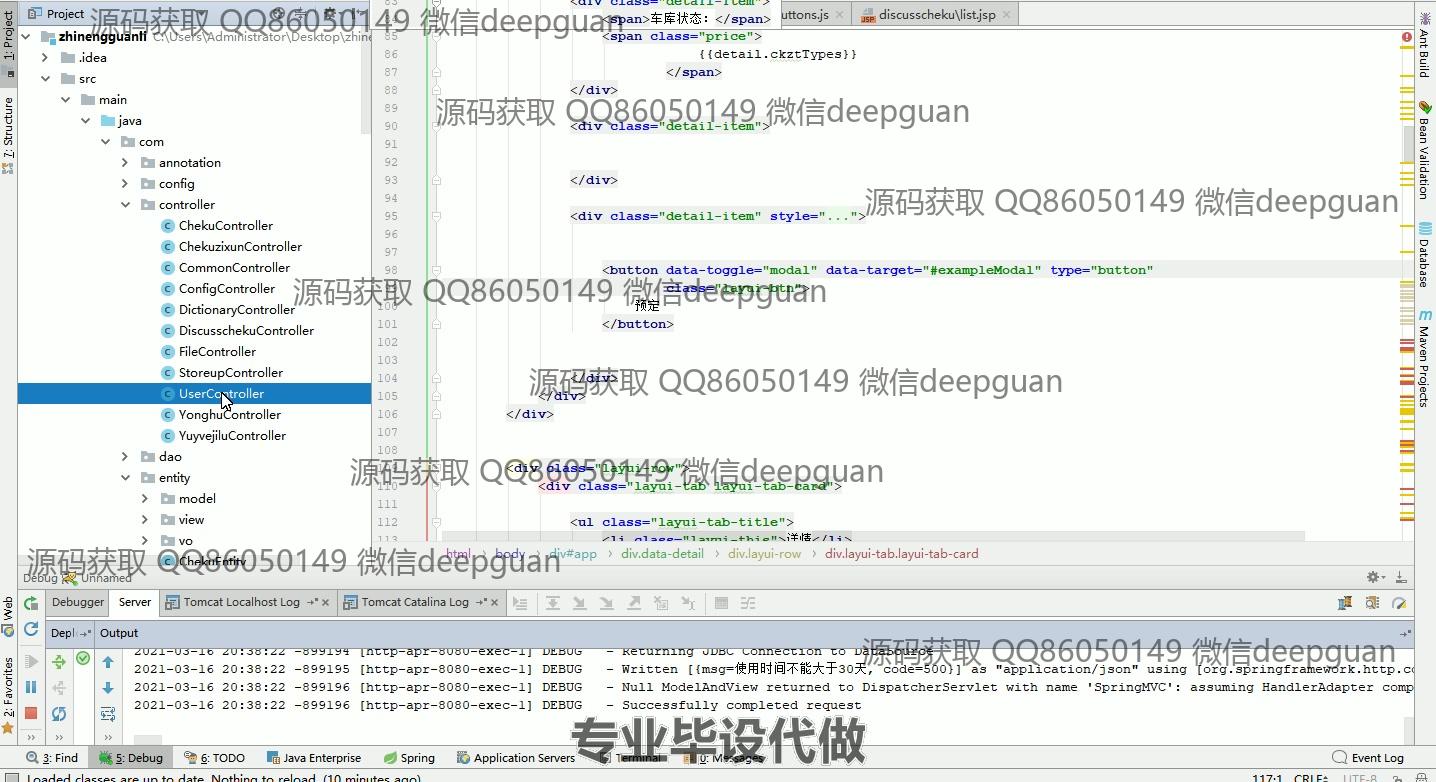 Project
uttons.js
discusscheku\list.jsp
zhinengguanli C:\Users\Administrator\Desktop\zhine
.idea
src
main
java
com
annotation
config
controller
ChekuController
ChekuzixunController
CommonController
ConfigController
DictionaryController
DiscusschekuController
FileController
StoreupController
UserController
YonghuController
YuyvejiluController
dao
entity
model
view
vo
ChekuEntity
1: Project
7: Structure
Web
2: Favorites
83 <div class="detail-item">
<span>车库状态：</span>
85 <span class="price">
86 {{detail.ckztTypes}}
87 </span>
88 </div>
89
90 <div class="detail-item">
91
92
93 </div>
94
95 <div class="detail-item" style="...">
96
97
98 <button data-toggle="modal" data-target="#exampleModal" type="button"
class="layui-btn">
100 预定
101 </button>
102
103
104 </div>
105 </div>
106 </div>
107
108
109 <div class="layui-row">
110 <div class="layui-tab layui-tab-card">
111
112 <ul class="layui-tab-title">
113 <li class="layui-this">详情</li>
html
body
div#app
div.data-detail
div.layui-row
div.layui-tab.layui-tab-card
Ant Build
Bean Validation
Database
Maven Projects
源码获取 QQ86050149 微信deepguan
源码获取 QQ86050149 微信deepguan
源码获取 QQ86050149 微信deepguan
源码获取 QQ86050149 微信deepguan
源码获取 QQ86050149 微信deepguan
源码获取 QQ86050149 微信deepguan
源码获取 QQ86050149 微信deepguan
源码获取 QQ86050149 微信deepguan
Debug Unnamed
Debugger
Server
Tomcat Localhost Log
Tomcat Catalina Log
Depl
Output
2021-03-16 20:38:22 -899194 [http-apr-8080-exec-1] DEBUG - Returning JDBC Connection to DataSource
2021-03-16 20:38:22 -899195 [http-apr-8080-exec-1] DEBUG - Written [{msg=使用时间不能大于30天, code=500}] as "application/json" using [org.springframework.http.co
2021-03-16 20:38:22 -899196 [http-apr-8080-exec-1] DEBUG - Null ModelAndView returned to DispatcherServlet with name 'SpringMVC': assuming HandlerAdapter comp
2021-03-16 20:38:22 -899196 [http-apr-8080-exec-1] DEBUG - Successfully completed request
专业毕设代做
3: Find
5: Debug
6: TODO
Java Enterprise
Spring
Application Servers
Terminal
0: Messages
Event Log
Loaded classes are up to date. Nothing to reload. (10 minutes ago)
117:1
CRLF
UTF-8